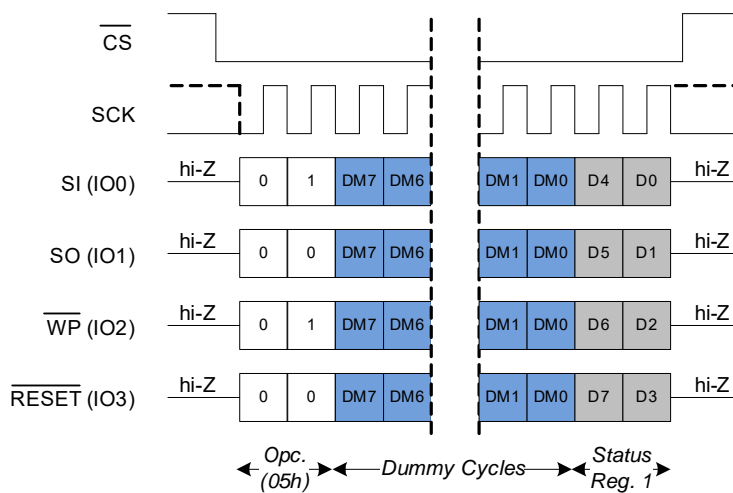 CS
SCK
hi-Z hi-Z
SI (IO0) 0 1 DM7 DM6 DM1 DM0 D4 D0
hi-Z hi-Z
SO (IO1) 0 0 DM7 DM6 DM1 DM0 D5 D1
hi-Z hi-Z
WP (IO2) 0 1 DM7 DM6 DM1 DM0 D6 D2
hi-Z hi-Z
RESET (IO3) 0 0 DM7 DM6 DM1 DM0 D7 D3
Opc.
(05h)
Dummy Cycles
Status
Reg. 1